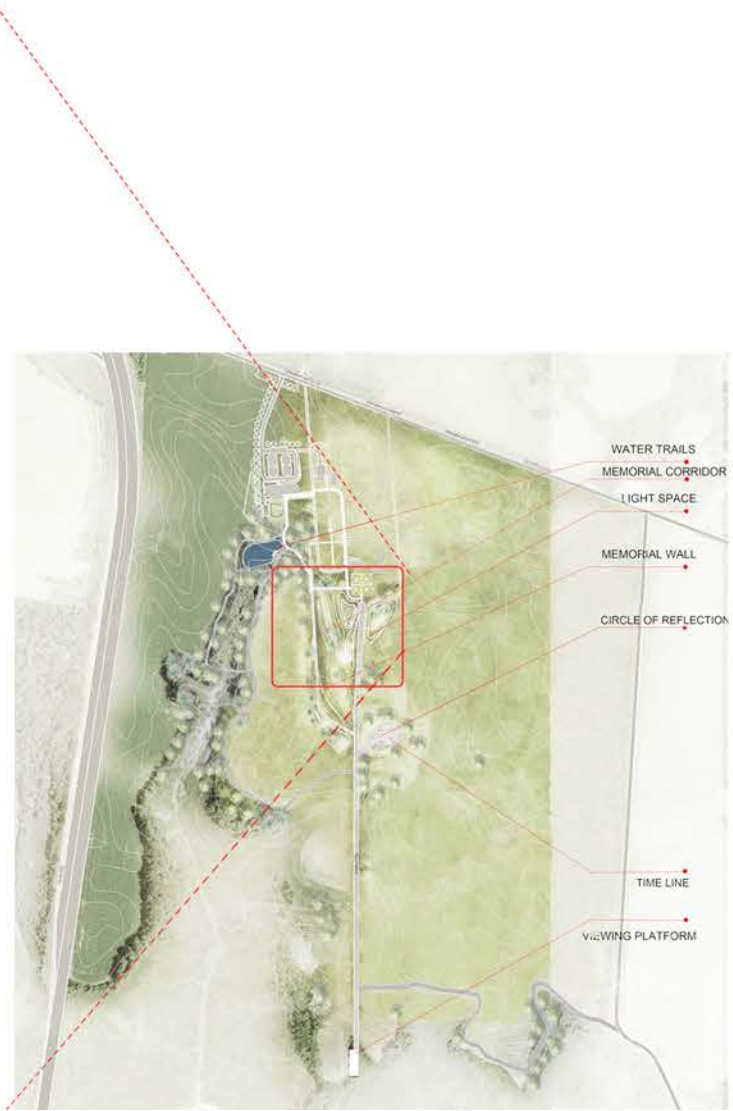 WATER TRAILS
MEMORIAL CORRIDOR
LIGHT SPACE
MEMORIAL WALL
CIRCLE OF REFLECTION
TIME LINE
VIEWING PLATFORM